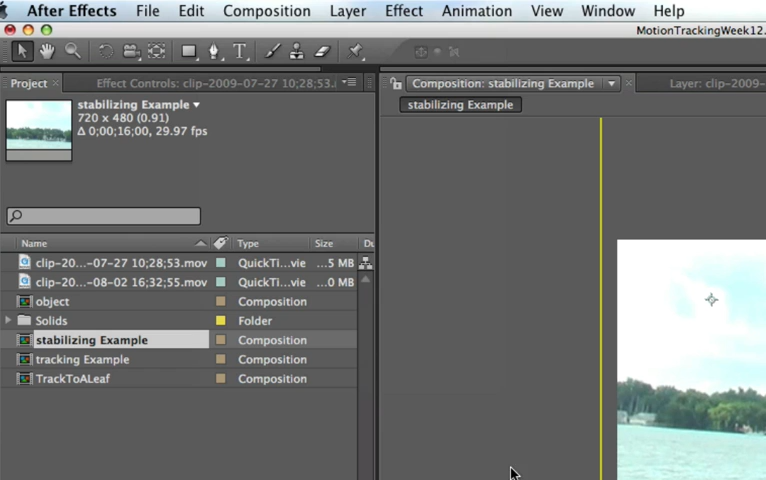 After Effects File Edit Composition Layer Effect Animation View Window Help
MotionTrackingWeek12.
Project × Effect Controls: clip-2009-07-27 10;28;53.i
Composition: stabilizing Example ▼ × Layer: clip-2009-
stabilizing Example ▼
720 x 480 (0.91)
Δ 0;00;16;00, 29.97 fps
stabilizing Example
Name Type Size Du
clip-20...-07-27 10;28;53.mov QuickTi...vie ...5 MB
clip-20...-08-02 16;32;55.mov QuickTi...vie ...0 MB
object Composition
Solids Folder
stabilizing Example Composition
tracking Example Composition
TrackToALeaf Composition